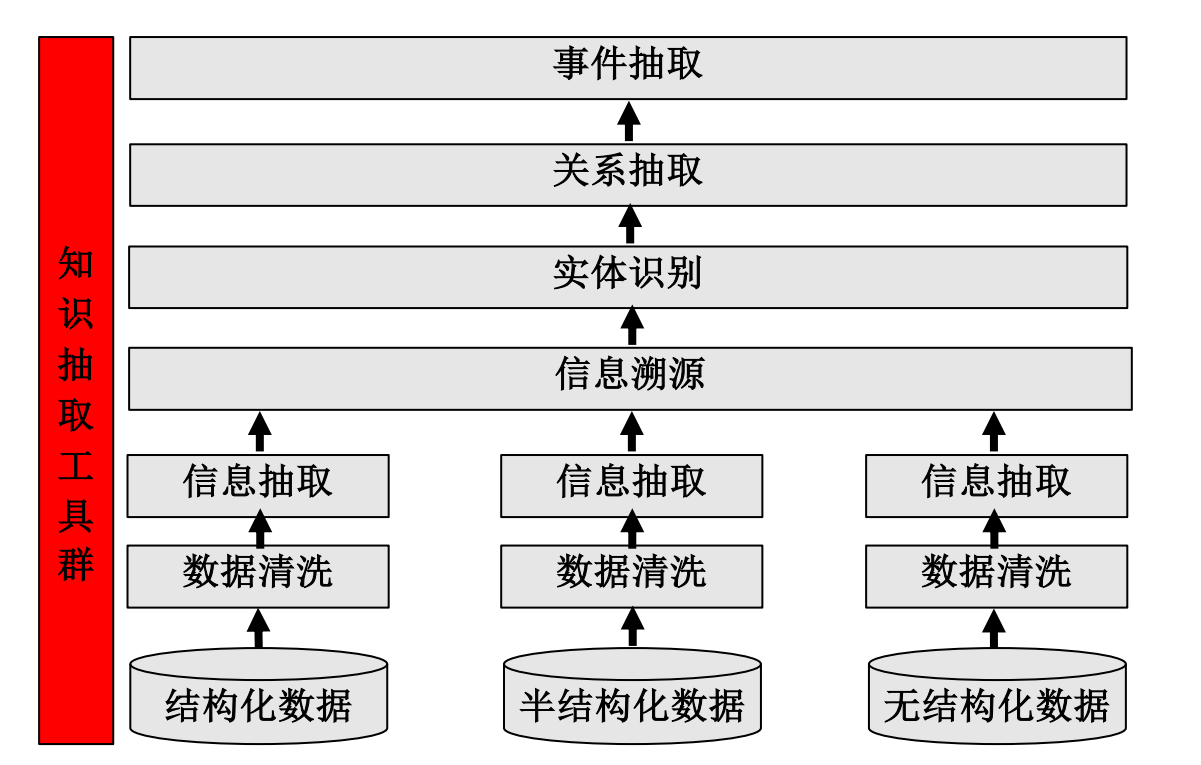 知识抽取工具群
事件抽取
关系抽取
实体识别
信息溯源
信息抽取
信息抽取
信息抽取
数据清洗
数据清洗
数据清洗
结构化数据
半结构化数据
无结构化数据